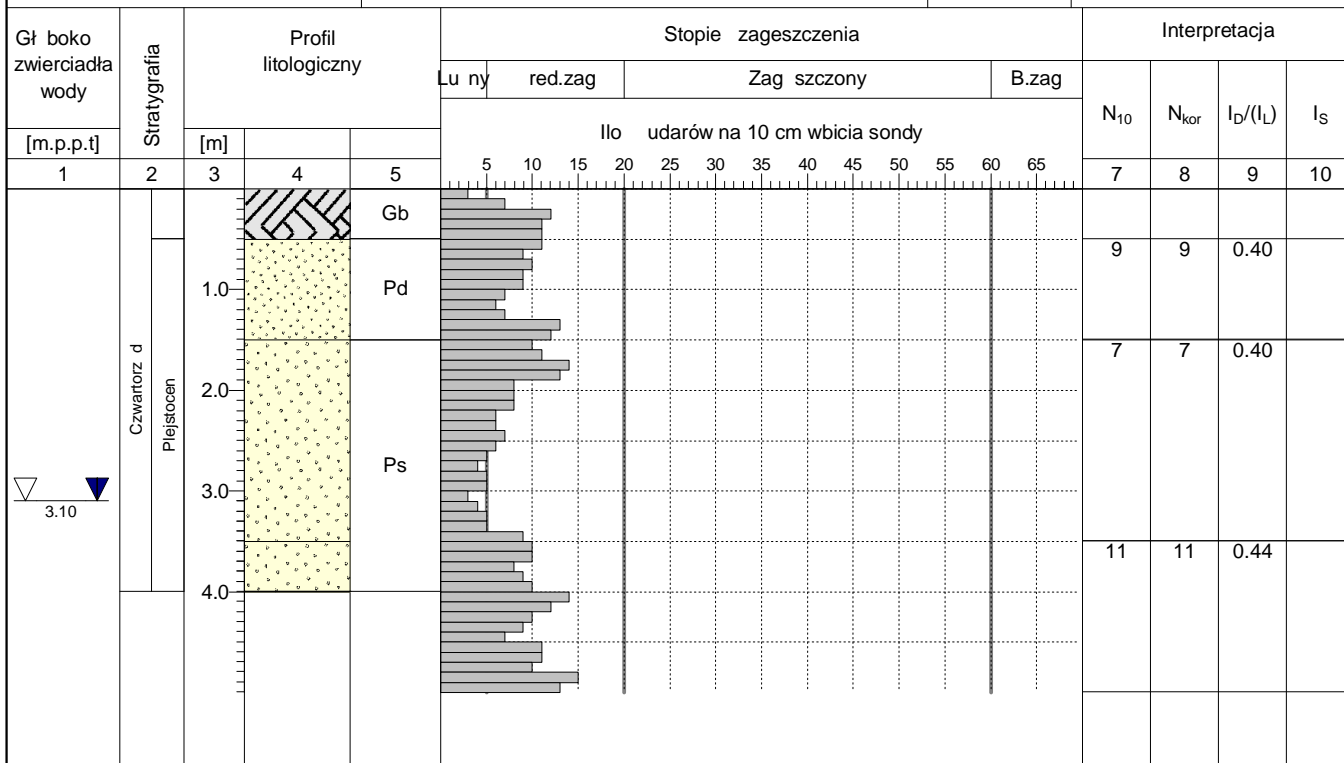 Gł boko
zwierciadła
wody
[m.p.p.t]
1
Stratygrafia
2
Profil
litologiczny
[m]
3
4
5
Stopie zageszczenia
Lu ny
red.zag
Zag szczony
B.zag
Ilo udarów na 10 cm wbicia sondy
5 10 15 20 25 30 35 40 45 50 55 60 65
Interpretacja
N10
Nkor
ID/(IL)
IS
7
8
9
10
Gb
9 9 0.40
1.0
Pd
7 7 0.40
2.0
Czwartorz d
Plejstocen
Ps
3.0
3.10
11 11 0.44
4.0